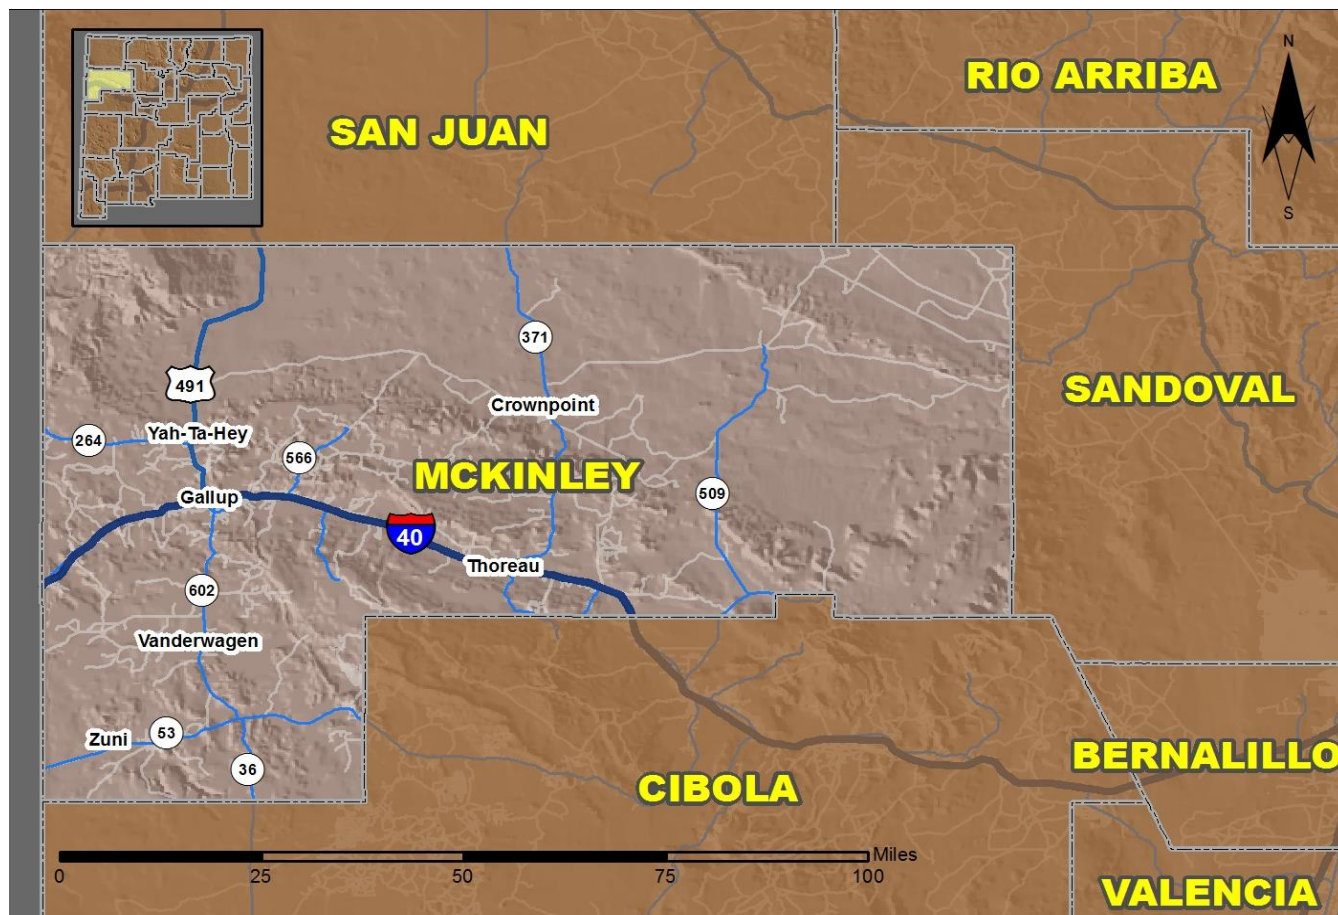 N
RIO ARRIBA
SAN JUAN
S
371
491
SANDOVAL
Crownpoint
264
Yah-Ta-Hey
566
MCKINLEY
509
Gallup
40
Thoreau
602
Vanderwagen
53
Zuni
36
BERNALILLO
CIBOLA
Miles
0 25 50 75 100
VALENCIA